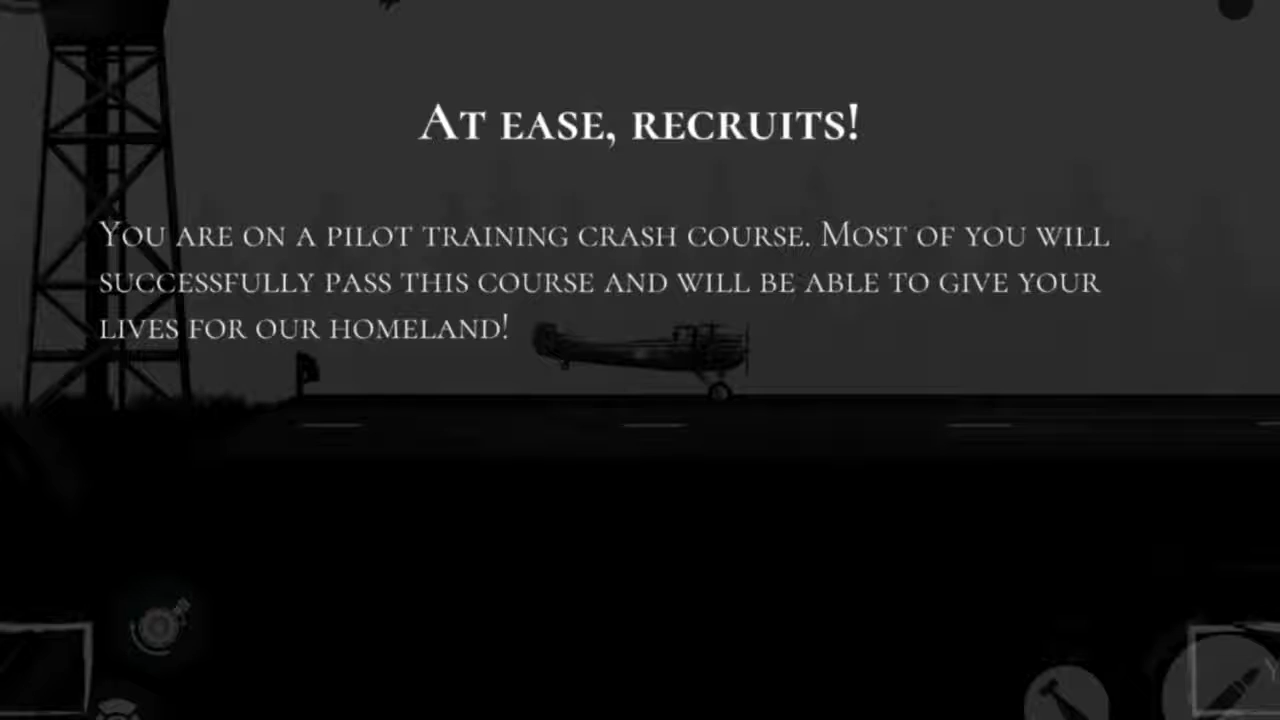 At ease, recruits!
You are on a pilot training crash course. Most of you will
successfully pass this course and will be able to give your
lives for our homeland!